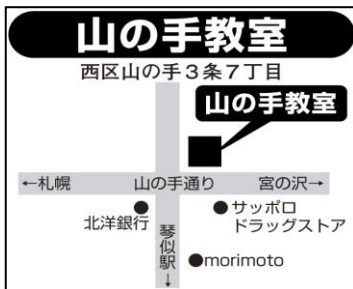 山の手教室
西区山の手3条7丁目
山の手教室
←札幌 山の手通り 宮の沢→
●北洋銀行
●サッポロ
ドラッグストア
琴似駅↓
●morimoto